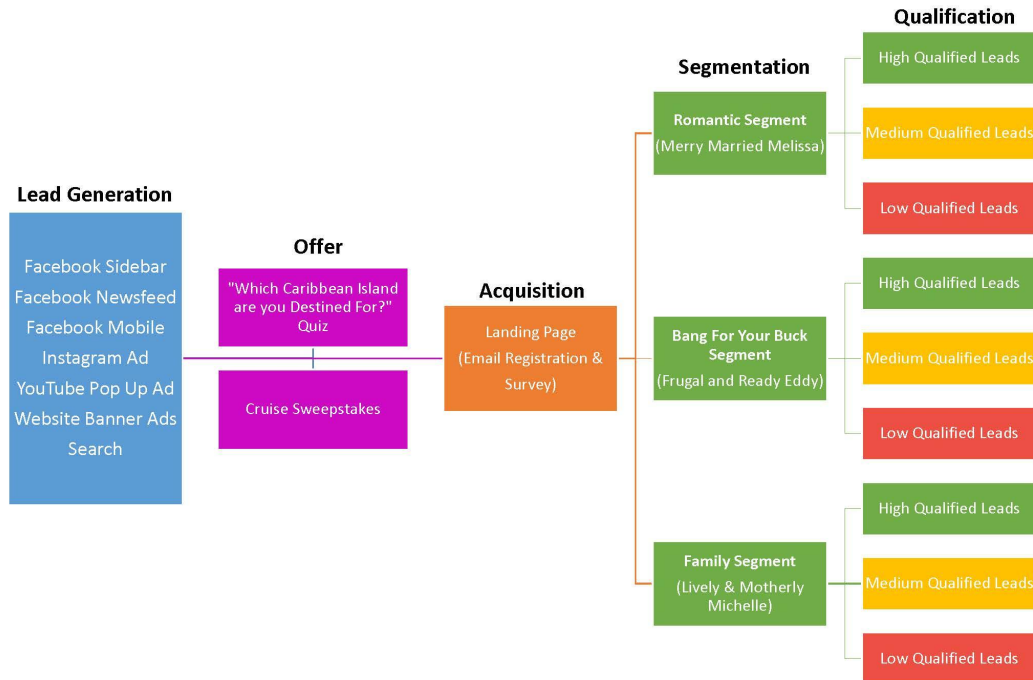 Lead Generation
Facebook Sidebar
Facebook Newsfeed
Facebook Mobile
Instagram Ad
YouTube Pop Up Ad
Website Banner Ads
Search
Offer
"Which Caribbean Island
are you Destined For?"
Quiz
Cruise Sweepstakes
Acquisition
Landing Page
(Email Registration &
Survey)
Segmentation
Romantic Segment
(Merry Married Melissa)
Bang For Your Buck
Segment
(Frugal and Ready Eddy)
Family Segment
(Lively & Motherly
Michelle)
Qualification
High Qualified Leads
Medium Qualified Leads
Low Qualified Leads
High Qualified Leads
Medium Qualified Leads
Low Qualified Leads
High Qualified Leads
Medium Qualified Leads
Low Qualified Leads